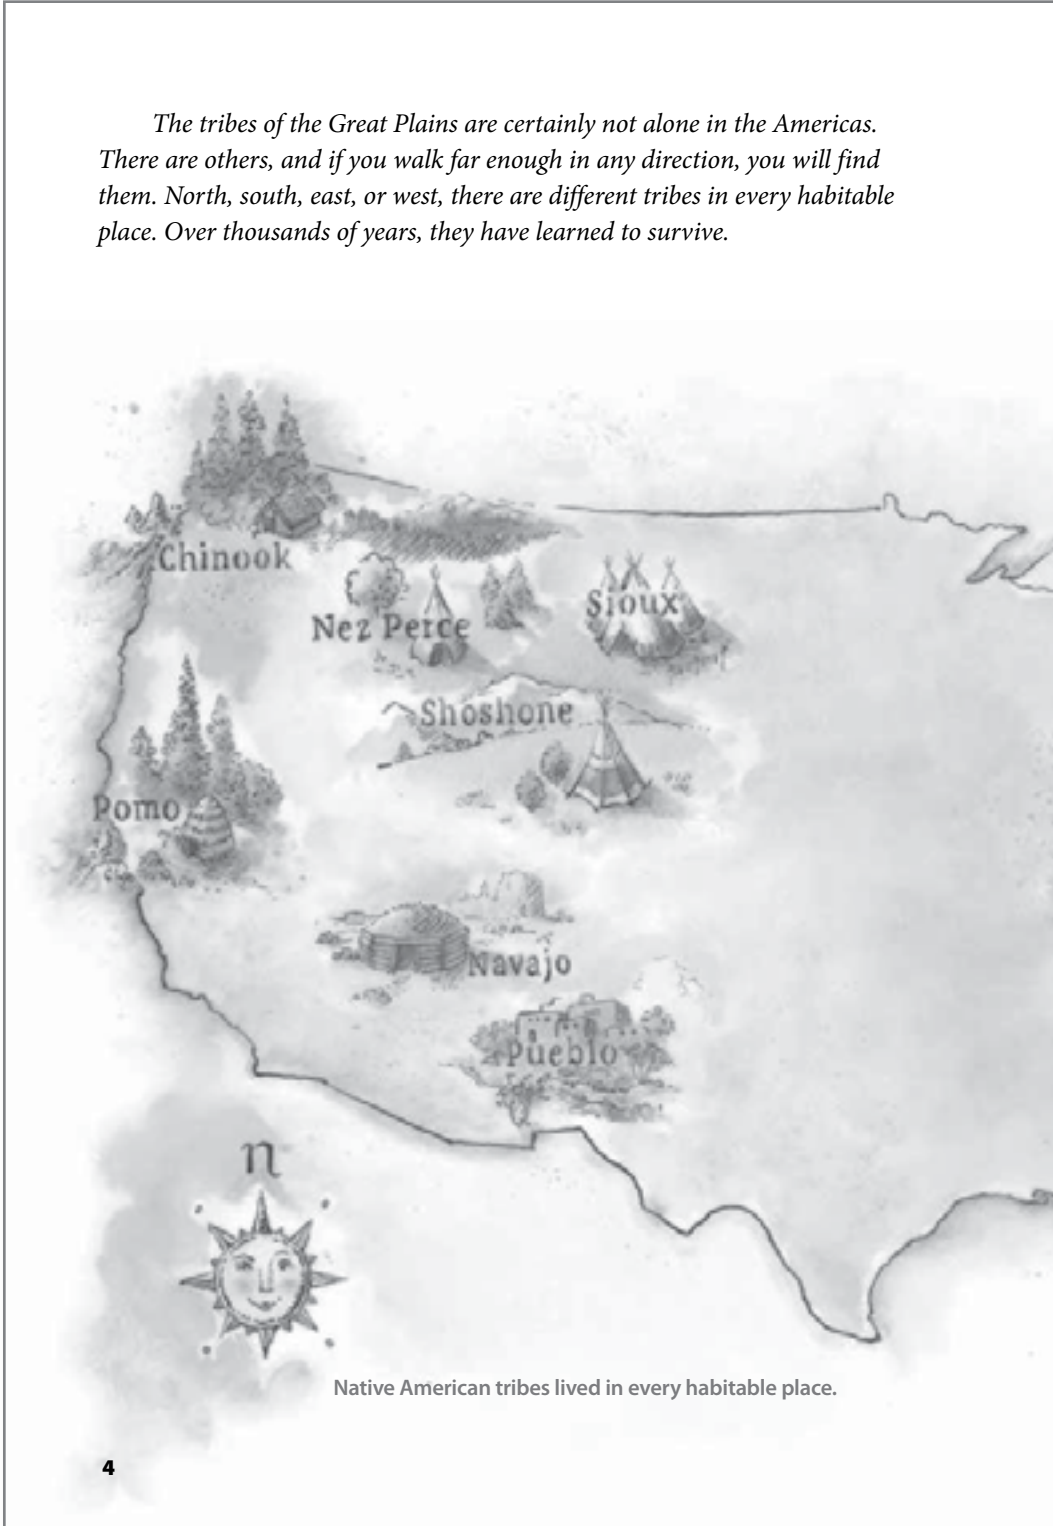 The tribes of the Great Plains are certainly not alone in the Americas.
There are others, and if you walk far enough in any direction, you will find
them. North, south, east, or west, there are different tribes in every habitable
place. Over thousands of years, they have learned to survive.
Chinook
Nez Perce
Sioux
Shoshone
Pomo
Navajo
Pueblo
n
Native American tribes lived in every habitable place.
4